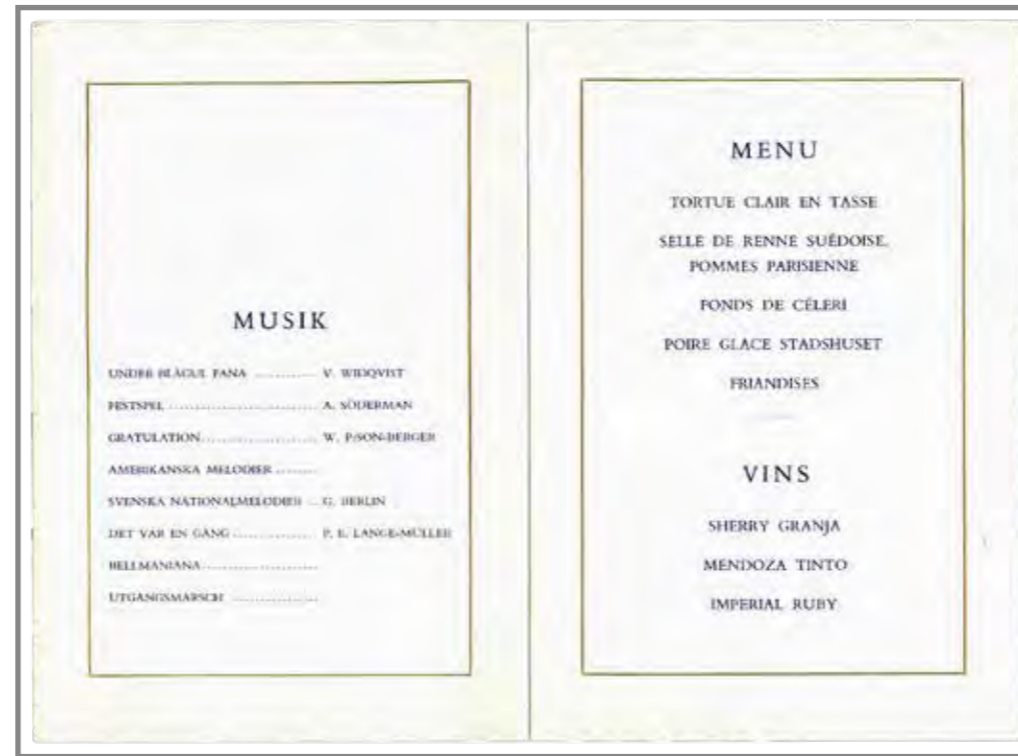 MUSIK
UNDER BLÅGUL FANA ............ V. WIDQVIST
FESTSPEL ............................ A. SÖDERMAN
GRATULATION...................... W. P:SON-BERGER
AMERIKANSKA MELODIER ........
SVENSKA NATIONALMELODIER ... G. BERLIN
DET VAR EN GÅNG ................ P. E. LANGE-MÜLLER
BELLMANIANA......................
UTGÅNGSMARSCH .................
MENU
TORTUE CLAIR EN TASSE
SELLE DE RENNE SUÉDOISE,
POMMES PARISIENNE
FONDS DE CÉLERI
POIRE GLACE STADSHUSET
FRIANDISES
VINS
SHERRY GRANJA
MENDOZA TINTO
IMPERIAL RUBY